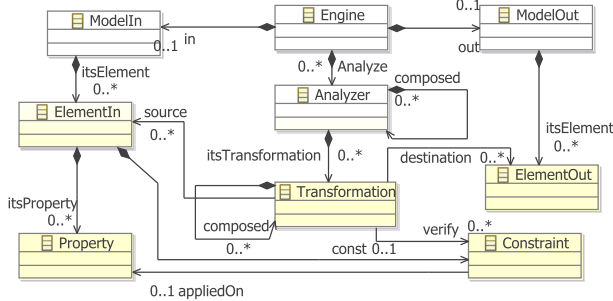 ModelIn
Engine
ModelOut
0..1
0..1
in
out
itsElement
0..*
0..*
Analyze
composed
0..*
Analyzer
ElementIn
source
0..*
itsTransformation
0..*
itsElement
0..*
destination
0..*
ElementOut
Transformation
itsProperty
0..*
composed
0..*
verify
0..*
const
0..1
Property
Constraint
0..1 appliedOn